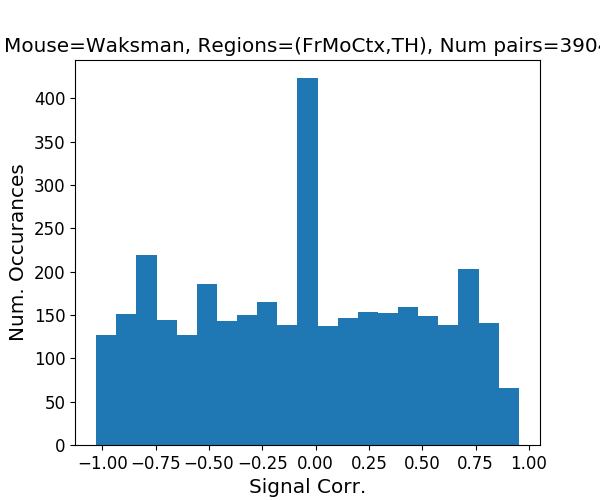 Mouse=Waksman, Regions=(FrMoCtx,TH), Num pairs=3904
Num. Occurances
400
350
300
250
200
150
100
50
0
−1.00 −0.75 −0.50 −0.25 0.00 0.25 0.50 0.75 1.00
Signal Corr.